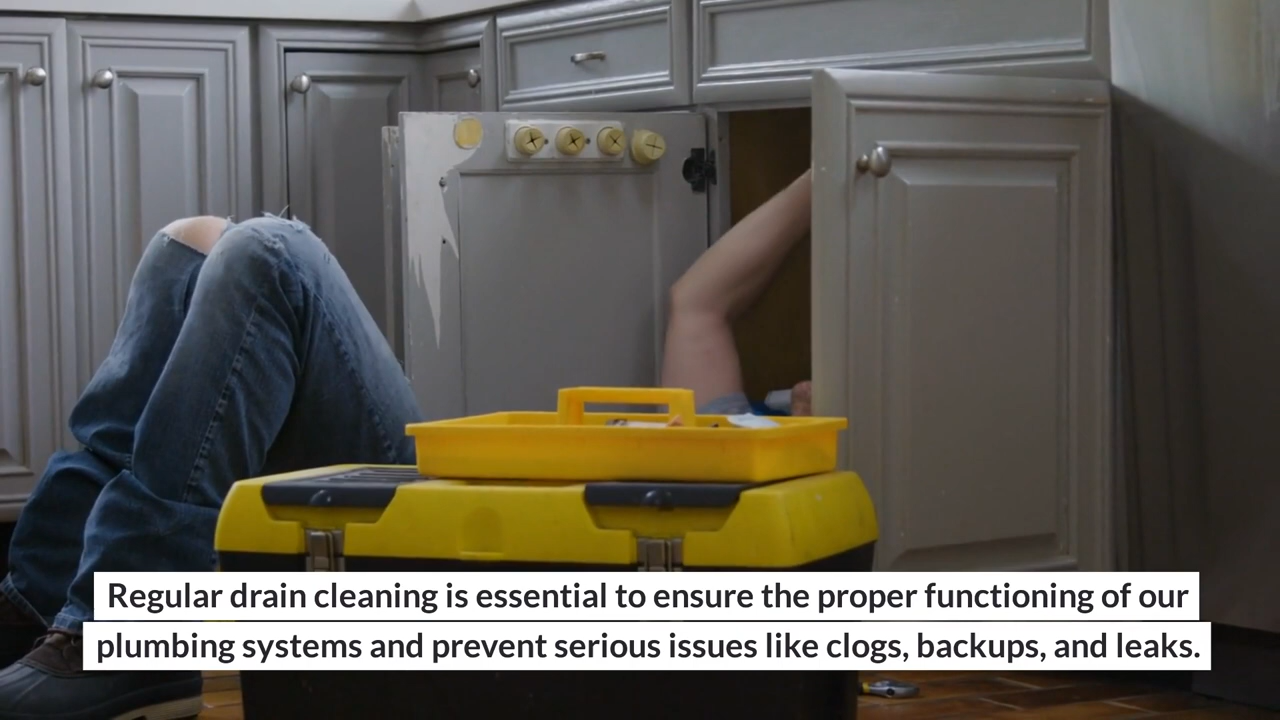 Regular drain cleaning is essential to ensure the proper functioning of our
plumbing systems and prevent serious issues like clogs, backups, and leaks.